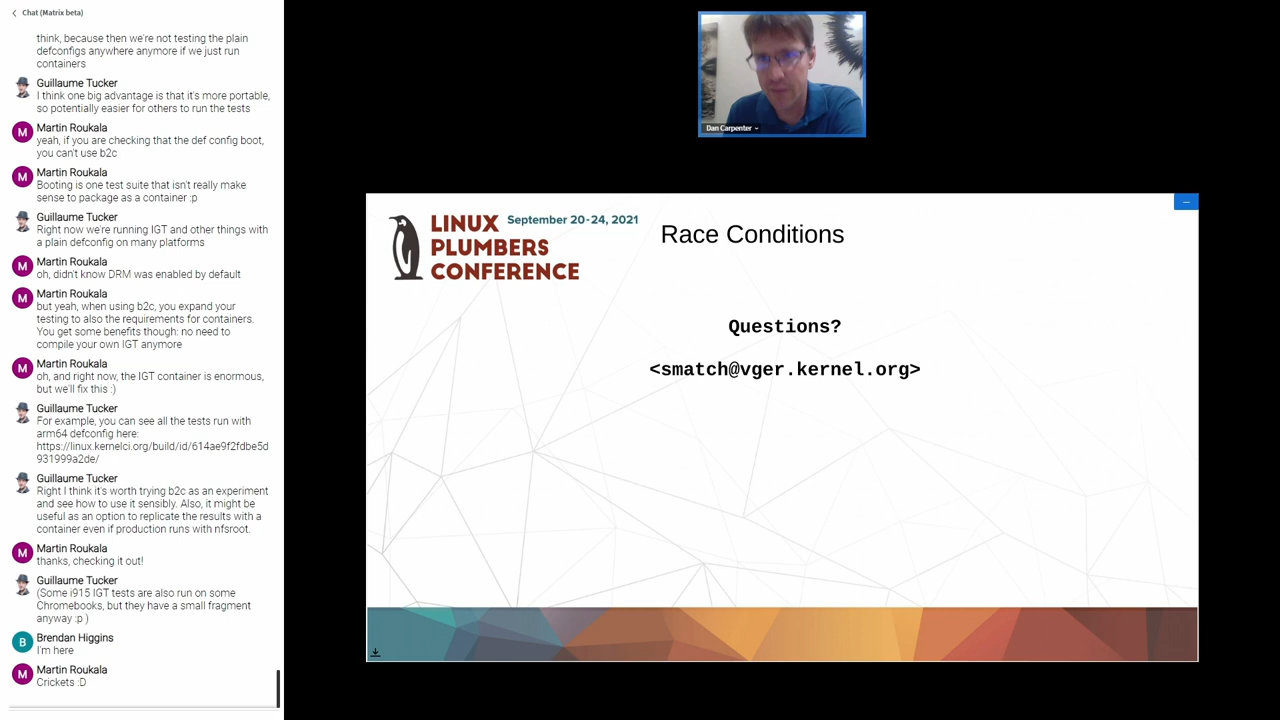 Chat (Matrix beta)
think, because then we're not testing the plain
defconfigs anywhere anymore if we just run
containers
Guillaume Tucker
I think one big advantage is that it's more portable,
so potentially easier for others to run the tests
M
Martin Roukala
yeah, if you are checking that the def config boot,
you can't use b2c
M
Martin Roukala
Booting is one test suite that isn't really make
sense to package as a container :p
Guillaume Tucker
Right now we're running IGT and other things with
a plain defconfig on many platforms
M
Martin Roukala
oh, didn't know DRM was enabled by default
M
Martin Roukala
but yeah, when using b2c, you expand your
testing to also the requirements for containers.
You get some benefits though: no need to
compile your own IGT anymore
M
Martin Roukala
oh, and right now, the IGT container is enormous,
but we'll fix this :)
Guillaume Tucker
For example, you can see all the tests run with
arm64 defconfig here:
https://linux.kernelci.org/build/id/614ae9f2fdbe5d
931999a2de/
Guillaume Tucker
Right I think it's worth trying b2c as an experiment
and see how to use it sensibly. Also, it might be
useful as an option to replicate the results with a
container even if production runs with nfsroot.
M
Martin Roukala
thanks, checking it out!
Guillaume Tucker
(Some i915 IGT tests are also run on some
Chromebooks, but they have a small fragment
anyway :p )
B
Brendan Higgins
I'm here
M
Martin Roukala
Crickets :D
Dan Carpenter
LINUX
PLUMBERS
CONFERENCE
September 20-24, 2021
Race Conditions
Questions?
<smatch@vger.kernel.org>